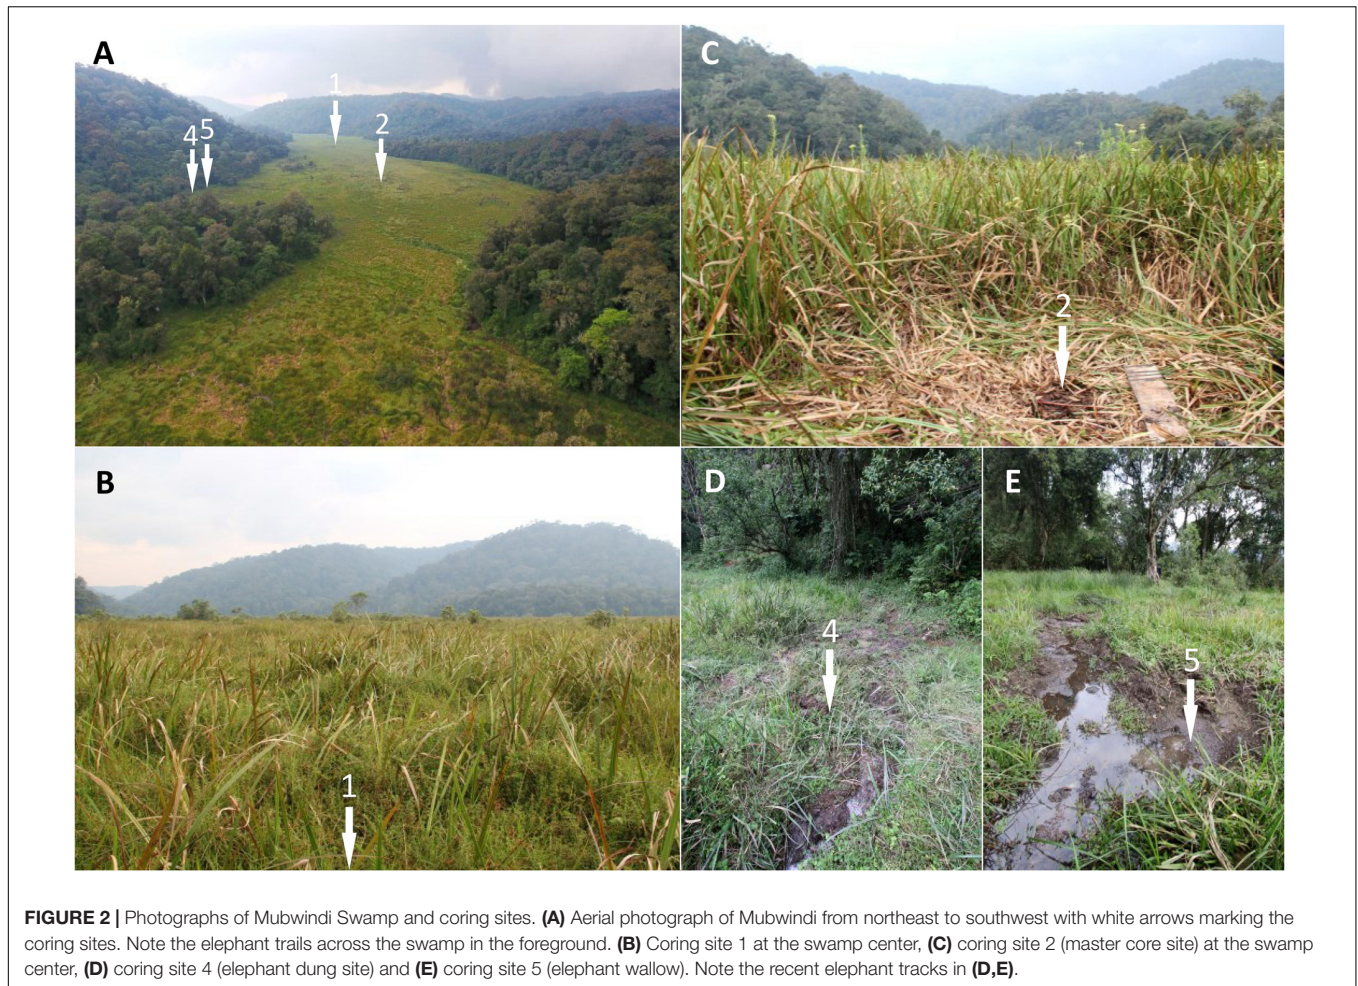 A
1
2
4
5
C
2
B
1
D
4
E
5
FIGURE 2 | Photographs of Mubwindi Swamp and coring sites. (A) Aerial photograph of Mubwindi from northeast to southwest with white arrows marking the
coring sites. Note the elephant trails across the swamp in the foreground. (B) Coring site 1 at the swamp center, (C) coring site 2 (master core site) at the swamp
center, (D) coring site 4 (elephant dung site) and (E) coring site 5 (elephant wallow). Note the recent elephant tracks in (D,E).